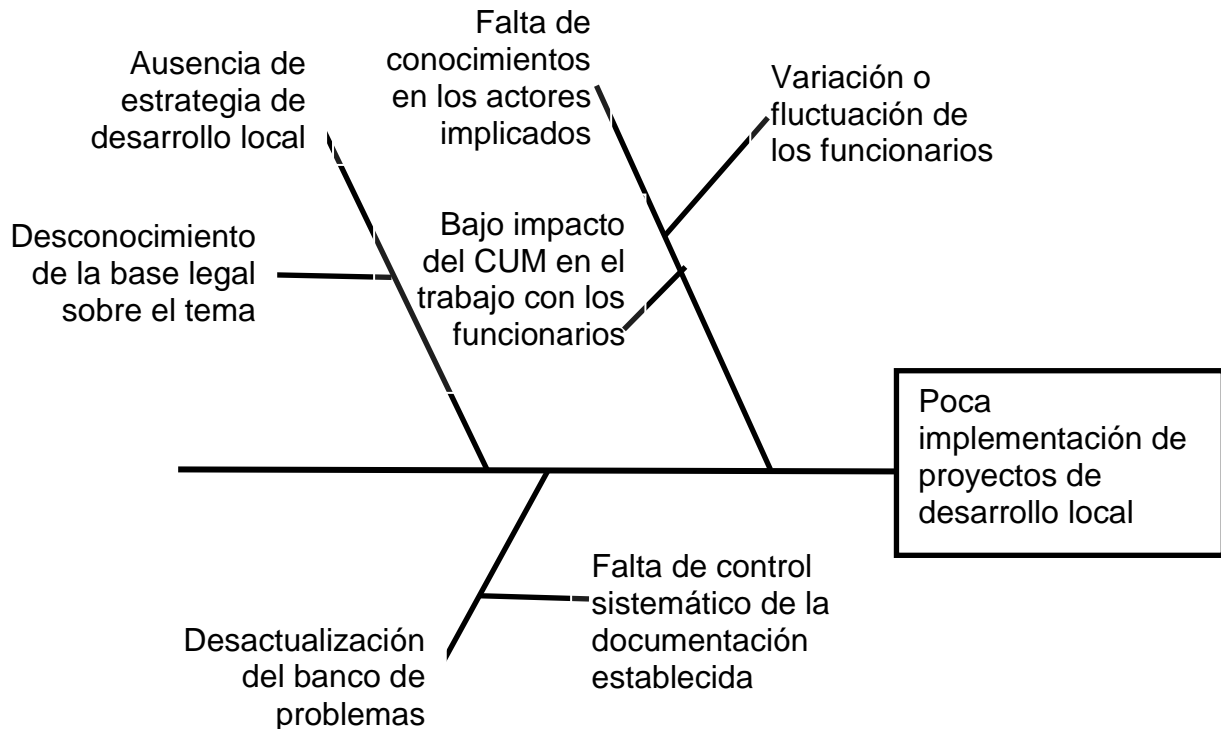 Falta de
conocimientos
en los actores
implicados
Ausencia de
estrategia de
desarrollo local
Variación o
fluctuación de
los funcionarios
Desconocimiento
de la base legal
sobre el tema
Bajo impacto
del CUM en el
trabajo con los
funcionarios
Poca
implementación de
proyectos de
desarrollo local
Falta de control
sistemático de la
documentación
establecida
Desactualización
del banco de
problemas